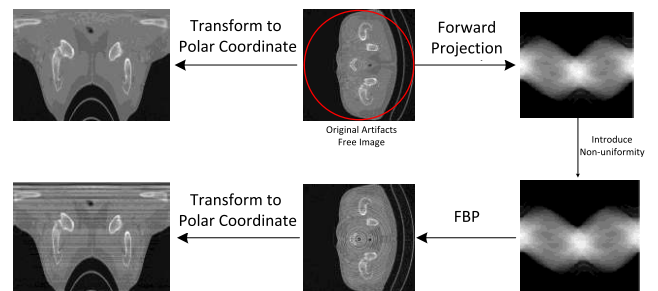 Transform to
Polar Coordinate
Forward
Projection
Original Artifacts
Free Image
Introduce
Non-uniformity
Transform to
Polar Coordinate
FBP